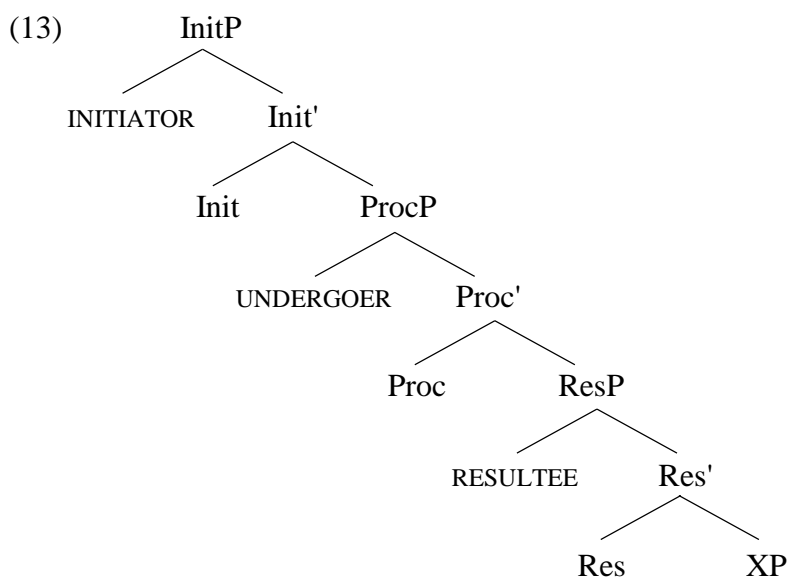 (13) InitP
INITIATOR Init'
Init ProcP
UNDERGOER Proc'
Proc ResP
RESULTEE Res'
Res XP